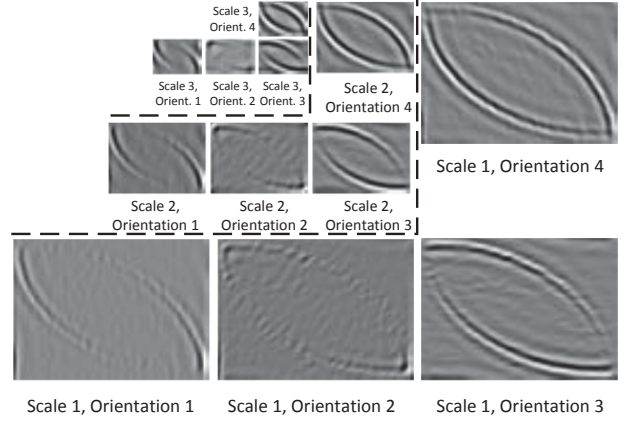 Scale 3,
Orient. 4
Scale 3,
Orient. 1
Scale 3,
Orient. 2
Scale 3,
Orient. 3
Scale 2,
Orientation 4
Scale 1, Orientation 4
Scale 2,
Orientation 1
Scale 2,
Orientation 2
Scale 2,
Orientation 3
Scale 1, Orientation 1
Scale 1, Orientation 2
Scale 1, Orientation 3